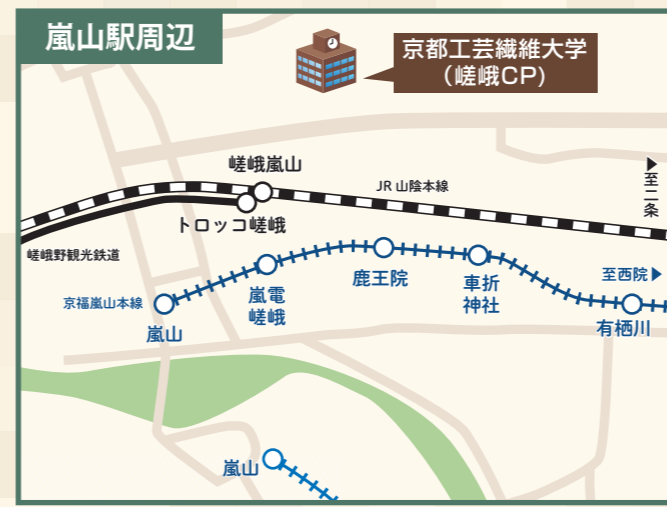 嵐山駅周辺
京都工芸繊維大学
（嵯峨CP）
嵯峨嵐山
JR 山陰本線
▶至二条
トロッコ嵯峨
嵯峨野観光鉄道
至西院▶
京福嵐山本線
嵐山
嵐電
嵯峨
鹿王院
車折
神社
有栖川
嵐山